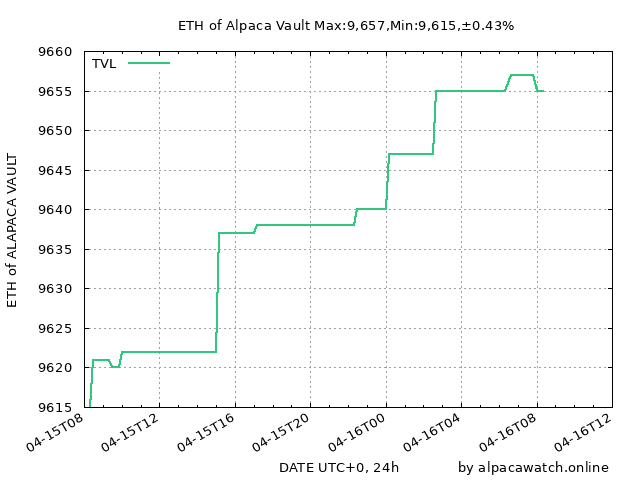 ETH of Alpaca Vault Max:9,657,Min:9,615,±0.43%
TVL
9660
9655
9650
9645
9640
9635
9630
9625
9620
9615
ETH of ALAPACA VAULT
04-15T08
04-15T12
04-15T16
04-15T20
04-16T00
04-16T04
04-16T08
04-16T12
DATE UTC+0, 24h
by alpacawatch.online